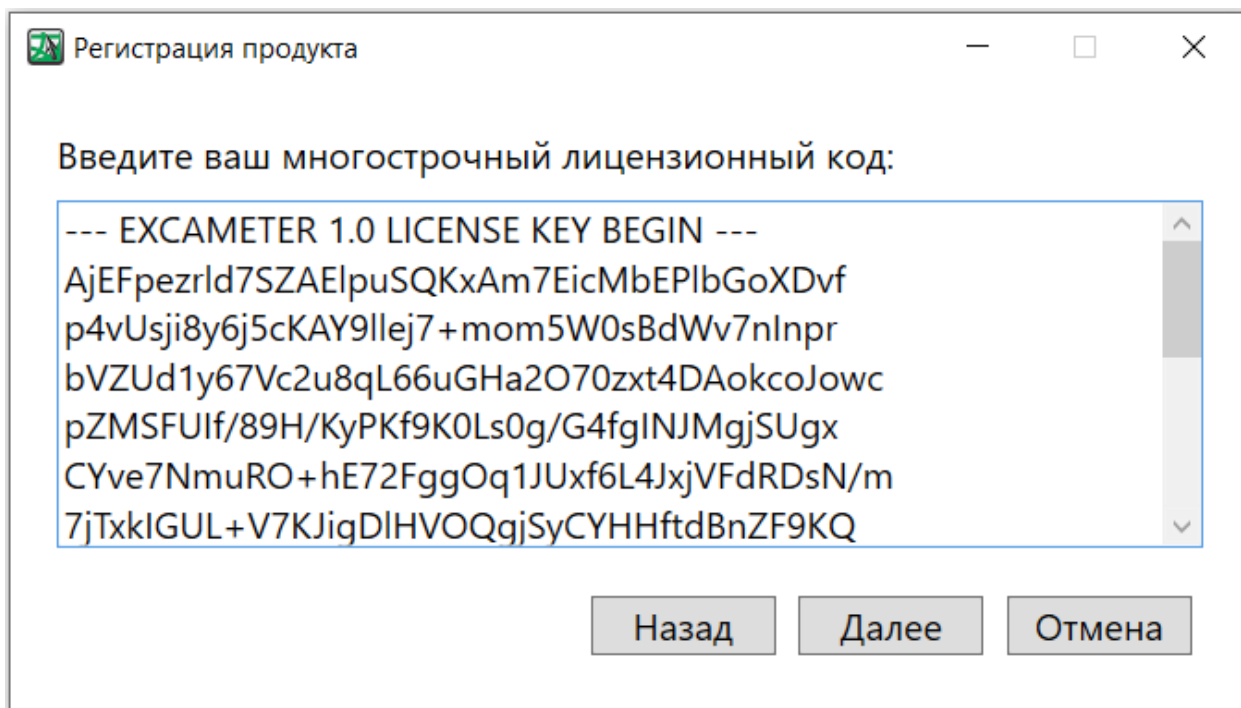 Регистрация продукта
Введите ваш многострочный лицензионный код:
--- EXCAMETER 1.0 LICENSE KEY BEGIN ---
AjEFpezrld7SZAElpuSQKxAm7EicMbEPlbGoXDvf
p4vUsji8y6j5cKAY9llej7+mom5W0sBdWv7nInpr
bVZUd1y67Vc2u8qL66uGHa2O70zxt4DAokcoJowc
pZMSFUIf/89H/KyPKf9K0Ls0g/G4fgINJMgjSUgx
CYve7NmuRO+hE72FggOq1JUxf6L4JxjVFdRDsN/m
7jTxkIGUL+V7KJigDlHVOQgjSyCYHHftdBnZF9KQ
Назад Далее Отмена